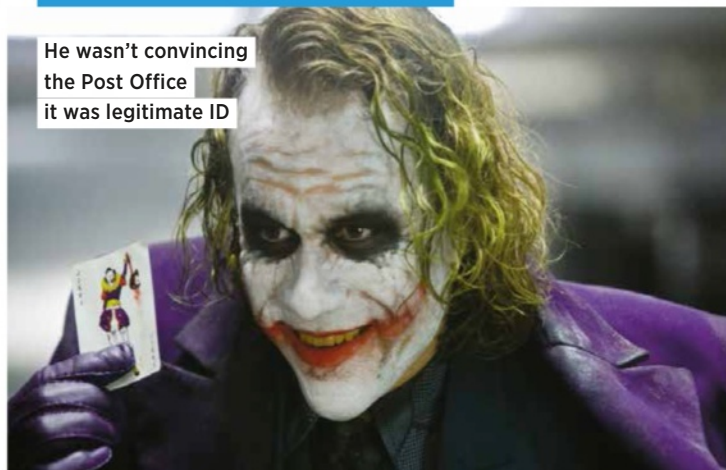 He wasn't convincing
the Post Office
it was legitimate ID